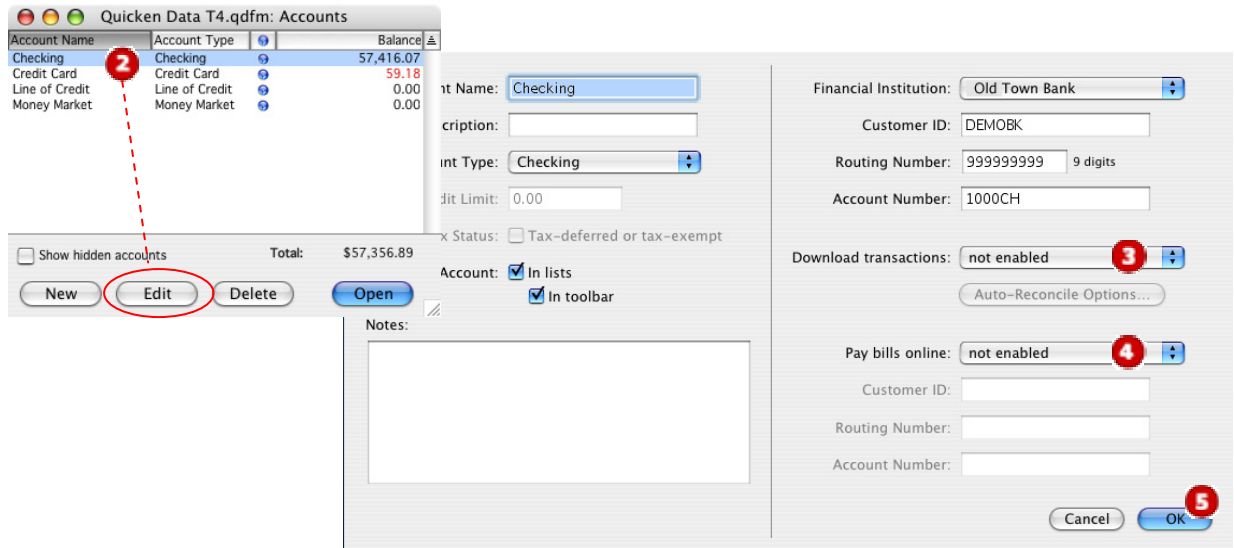 Quicken Data T4.qdfm: Accounts
Account Name Account Type Balance
Checking Checking 57,416.07
Credit Card Credit Card 59.18
Line of Credit Line of Credit 0.00
Money Market Money Market 0.00
2
Show hidden accounts Total: $57,356.89
New Edit Delete Open
nt Name: Checking
cription:
unt Type: Checking
dit Limit: 0.00
x Status: Tax-deferred or tax-exempt
Account: In lists
In toolbar
Notes:
Financial Institution: Old Town Bank
Customer ID: DEMOBK
Routing Number: 999999999 9 digits
Account Number: 1000CH
Download transactions: not enabled 3
Auto-Reconcile Options...
Pay bills online: not enabled 4
Customer ID:
Routing Number:
Account Number:
Cancel OK 5